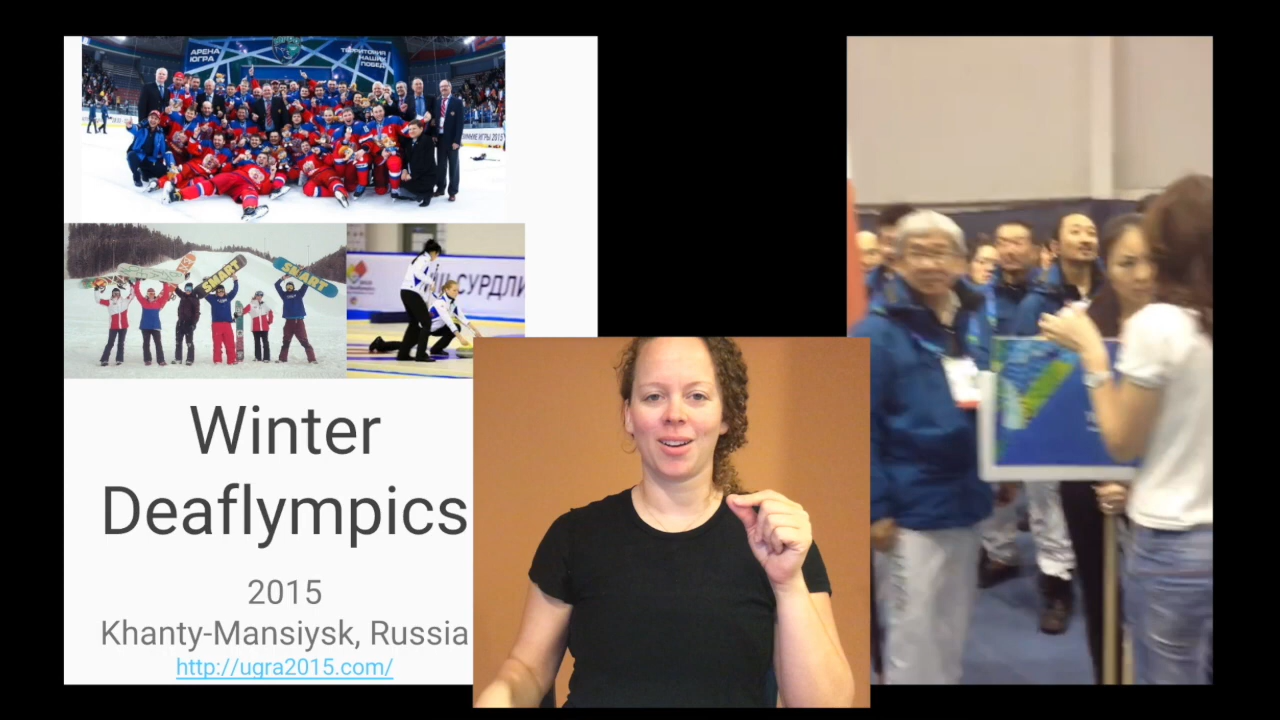 АРЕНА
ЮГРА
ТЕРРИТОРИЯ
НАШИХ
ПОБЕД!
SMART
СУРДЛИ
Winter
Deaflympics
2015
Khanty-Mansiysk, Russia
http://ugra2015.com/